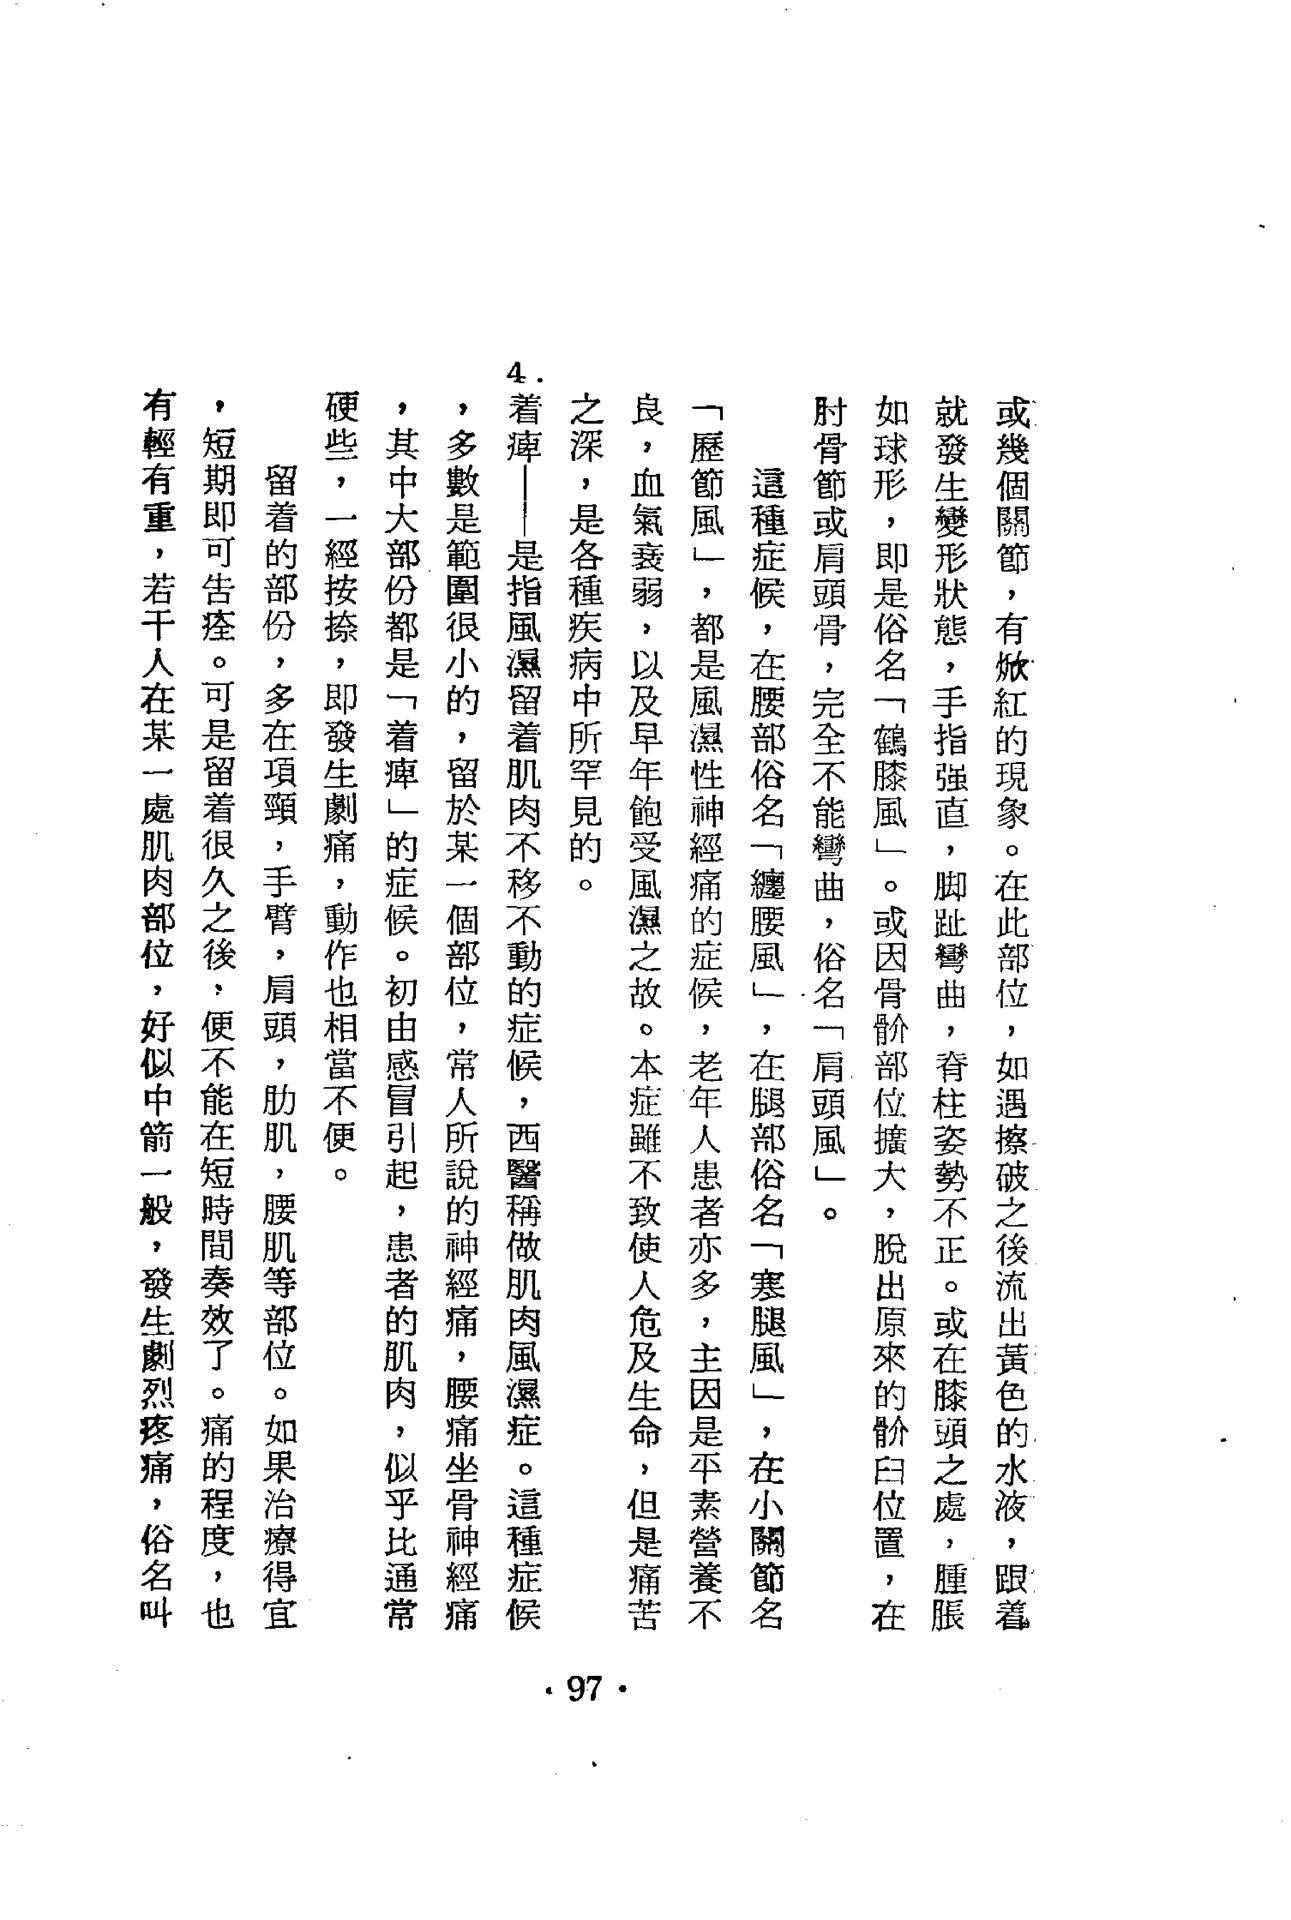 或幾個關節，有焮紅的現象。在此部位，如遇擦破之後流出黃色的水液，跟着
就發生變形狀態，手指强直，脚趾彎曲，脊柱姿勢不正。或在膝頭之處，腫脹
如球形，即是俗名「鶴膝風」。或因骨骱部位擴大，脫出原來的骱臼位置，在
肘骨節或肩頭骨，完全不能彎曲，俗名「肩頭風」。
這種症候，在腰部俗名「纏腰風」，在腿部俗名「寒腿風」，在小關節名
「歷節風」，都是風濕性神經痛的症候，老年人患者亦多，主因是平素營養不
良，血氣衰弱，以及早年飽受風濕之故。本症雖不致使人危及生命，但是痛苦
之深，是各種疾病中所罕見的。
4.着痺——是指風濕留着肌肉不移不動的症候，西醫稱做肌肉風濕症。這種症候
，多數是範圍很小的，留於某一個部位，常人所說的神經痛，腰痛坐骨神經痛
，其中大部份都是「着痺」的症候。初由感冒引起，患者的肌肉，似乎比通常
硬些，一經按捺，即發生劇痛，動作也相當不便。
留着的部份，多在項頸，手臂，肩頭，肋肌，腰肌等部位。如果治療得宜
，短期即可告痊。可是留着很久之後，便不能在短時間奏效了。痛的程度，也
有輕有重，若干人在某一處肌肉部位，好似中箭一般，發生劇烈疼痛，俗名叫
·97·